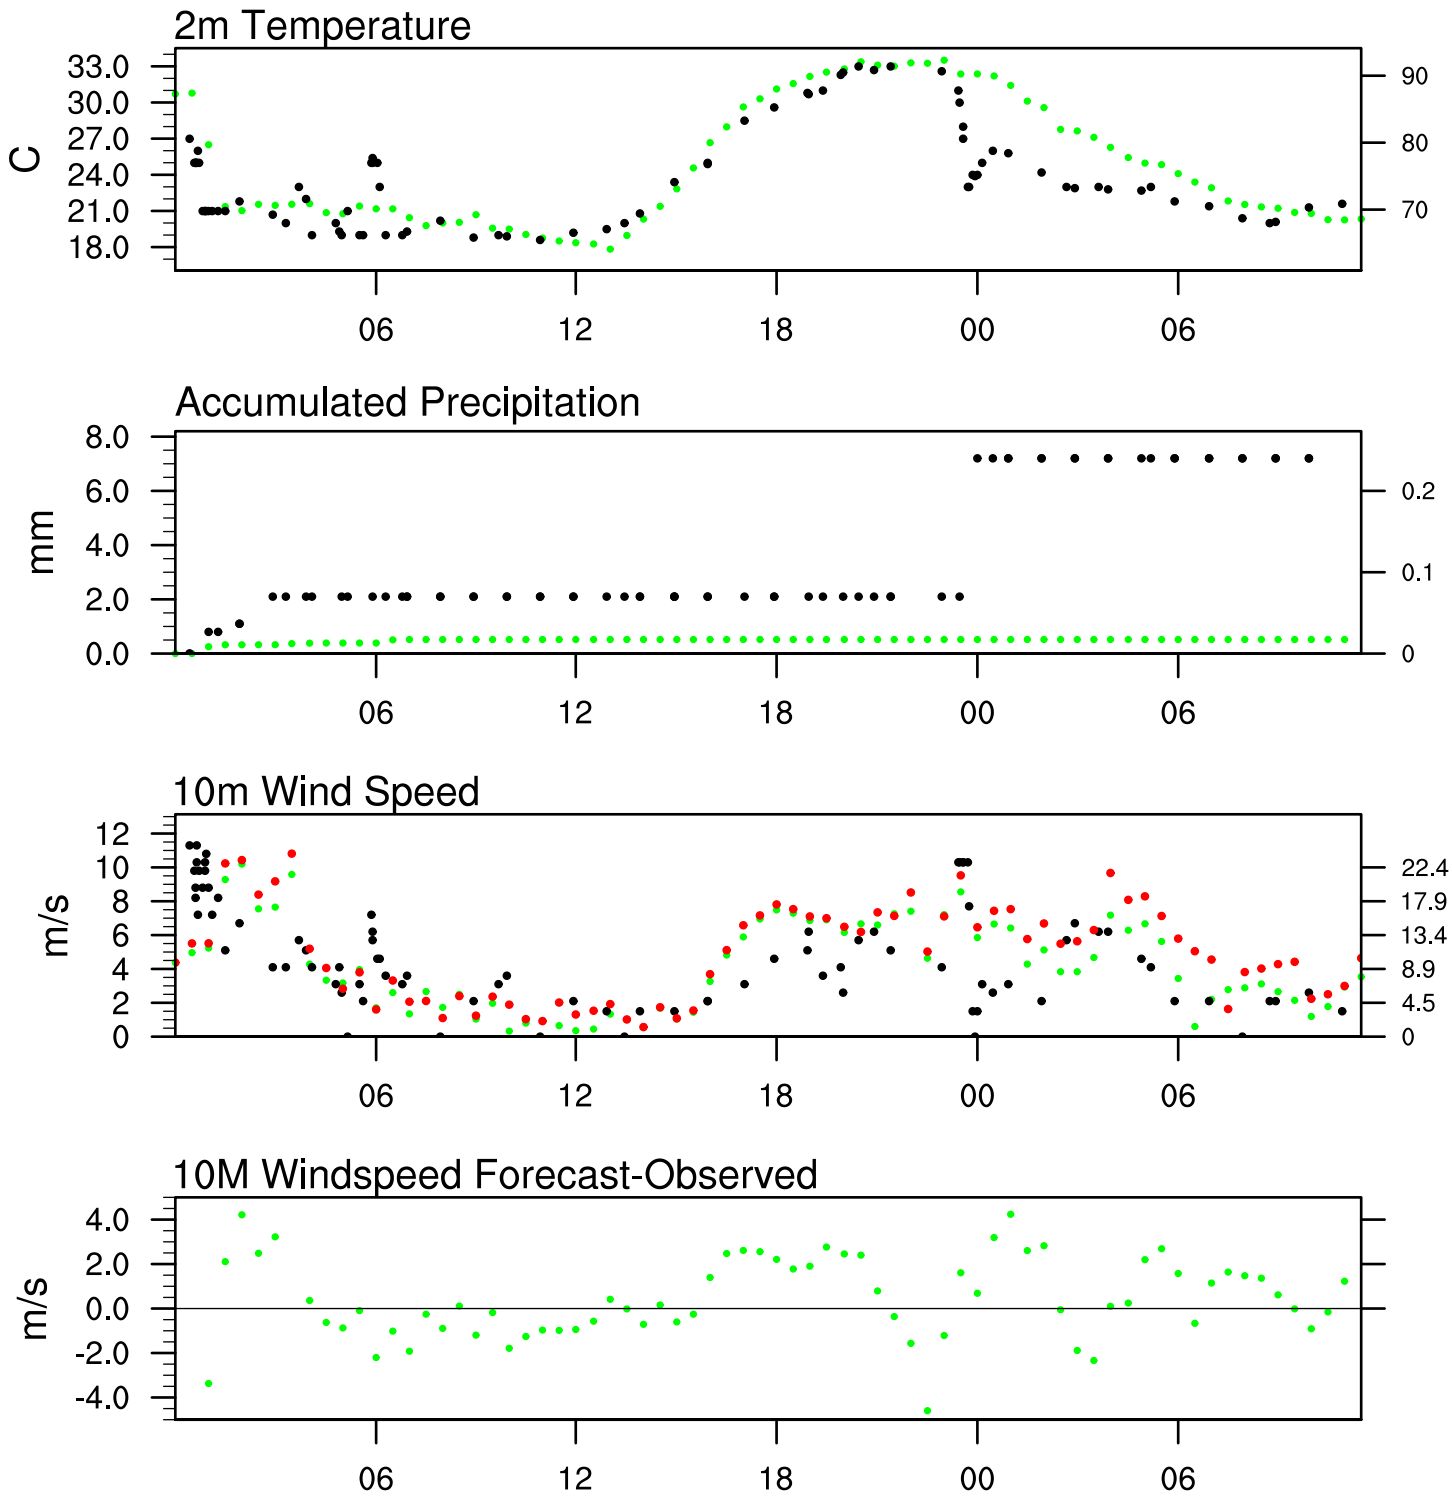 2m Temperature
33.0
30.0
27.0
24.0
21.0
18.0
C
90
80
70
06 12 18 00 06
Accumulated Precipitation
8.0
6.0
4.0
2.0
0.0
mm
0.2
0.1
0
06 12 18 00 06
10m Wind Speed
12
10
8
6
4
2
0
m/s
22.4
17.9
13.4
8.9
4.5
0
06 12 18 00 06
10M Windspeed Forecast-Observed
4.0
2.0
0.0
-2.0
-4.0
m/s
06 12 18 00 06